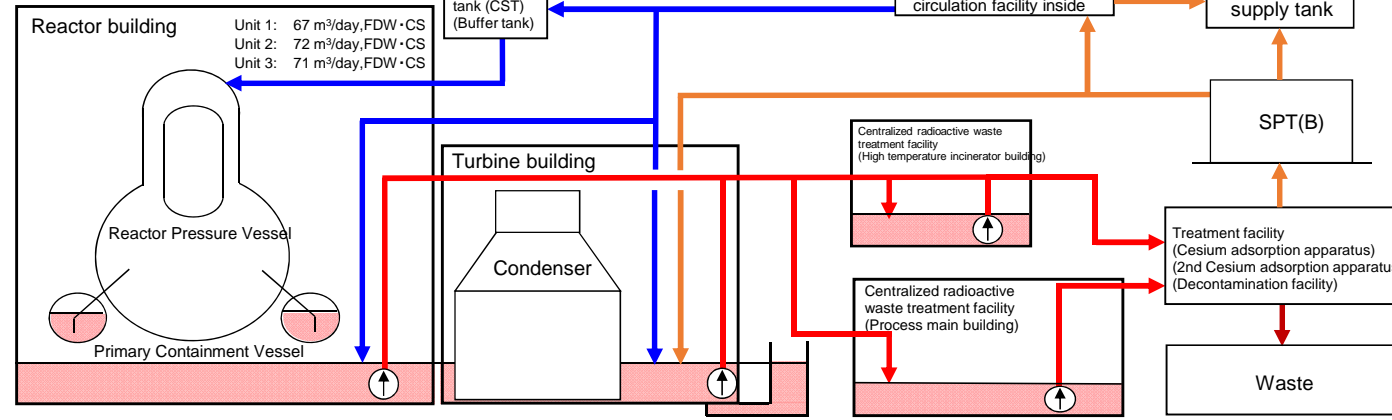 tank (CST)
(Buffer tank)
circulation facility inside
supply tank
Reactor building
Unit 1: 67 m³/day,FDW・CS
Unit 2: 72 m³/day,FDW・CS
Unit 3: 71 m³/day,FDW・CS
SPT(B)
Centralized radioactive waste
treatment facility
(High temperature incinerator building)
Turbine building
Reactor Pressure Vessel
Condenser
Treatment facility
(Cesium adsorption apparatus)
(2nd Cesium adsorption apparatus
(Decontamination facility)
Centralized radioactive
waste treatment facility
(Process main building)
Primary Containment Vessel
Waste